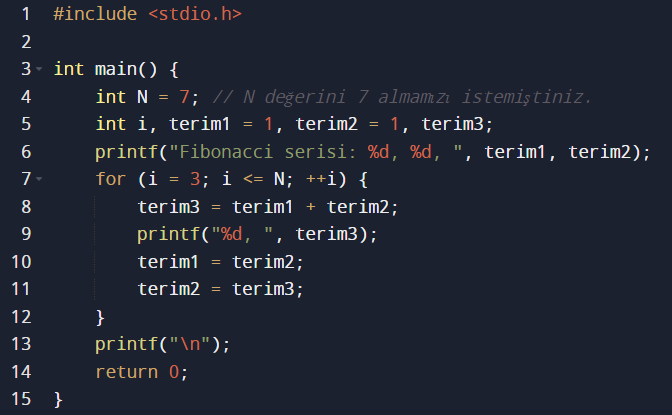 1 #include <stdio.h>
2
3 int main() {
4     int N = 7; // N değerini 7 almamızı istemiştiniz.
5     int i, terim1 = 1, terim2 = 1, terim3;
6     printf("Fibonacci serisi: %d, %d, ", terim1, terim2);
7     for (i = 3; i <= N; ++i) {
8         terim3 = terim1 + terim2;
9         printf("%d, ", terim3);
10         terim1 = terim2;
11         terim2 = terim3;
12     }
13     printf("\n");
14     return 0;
15 }